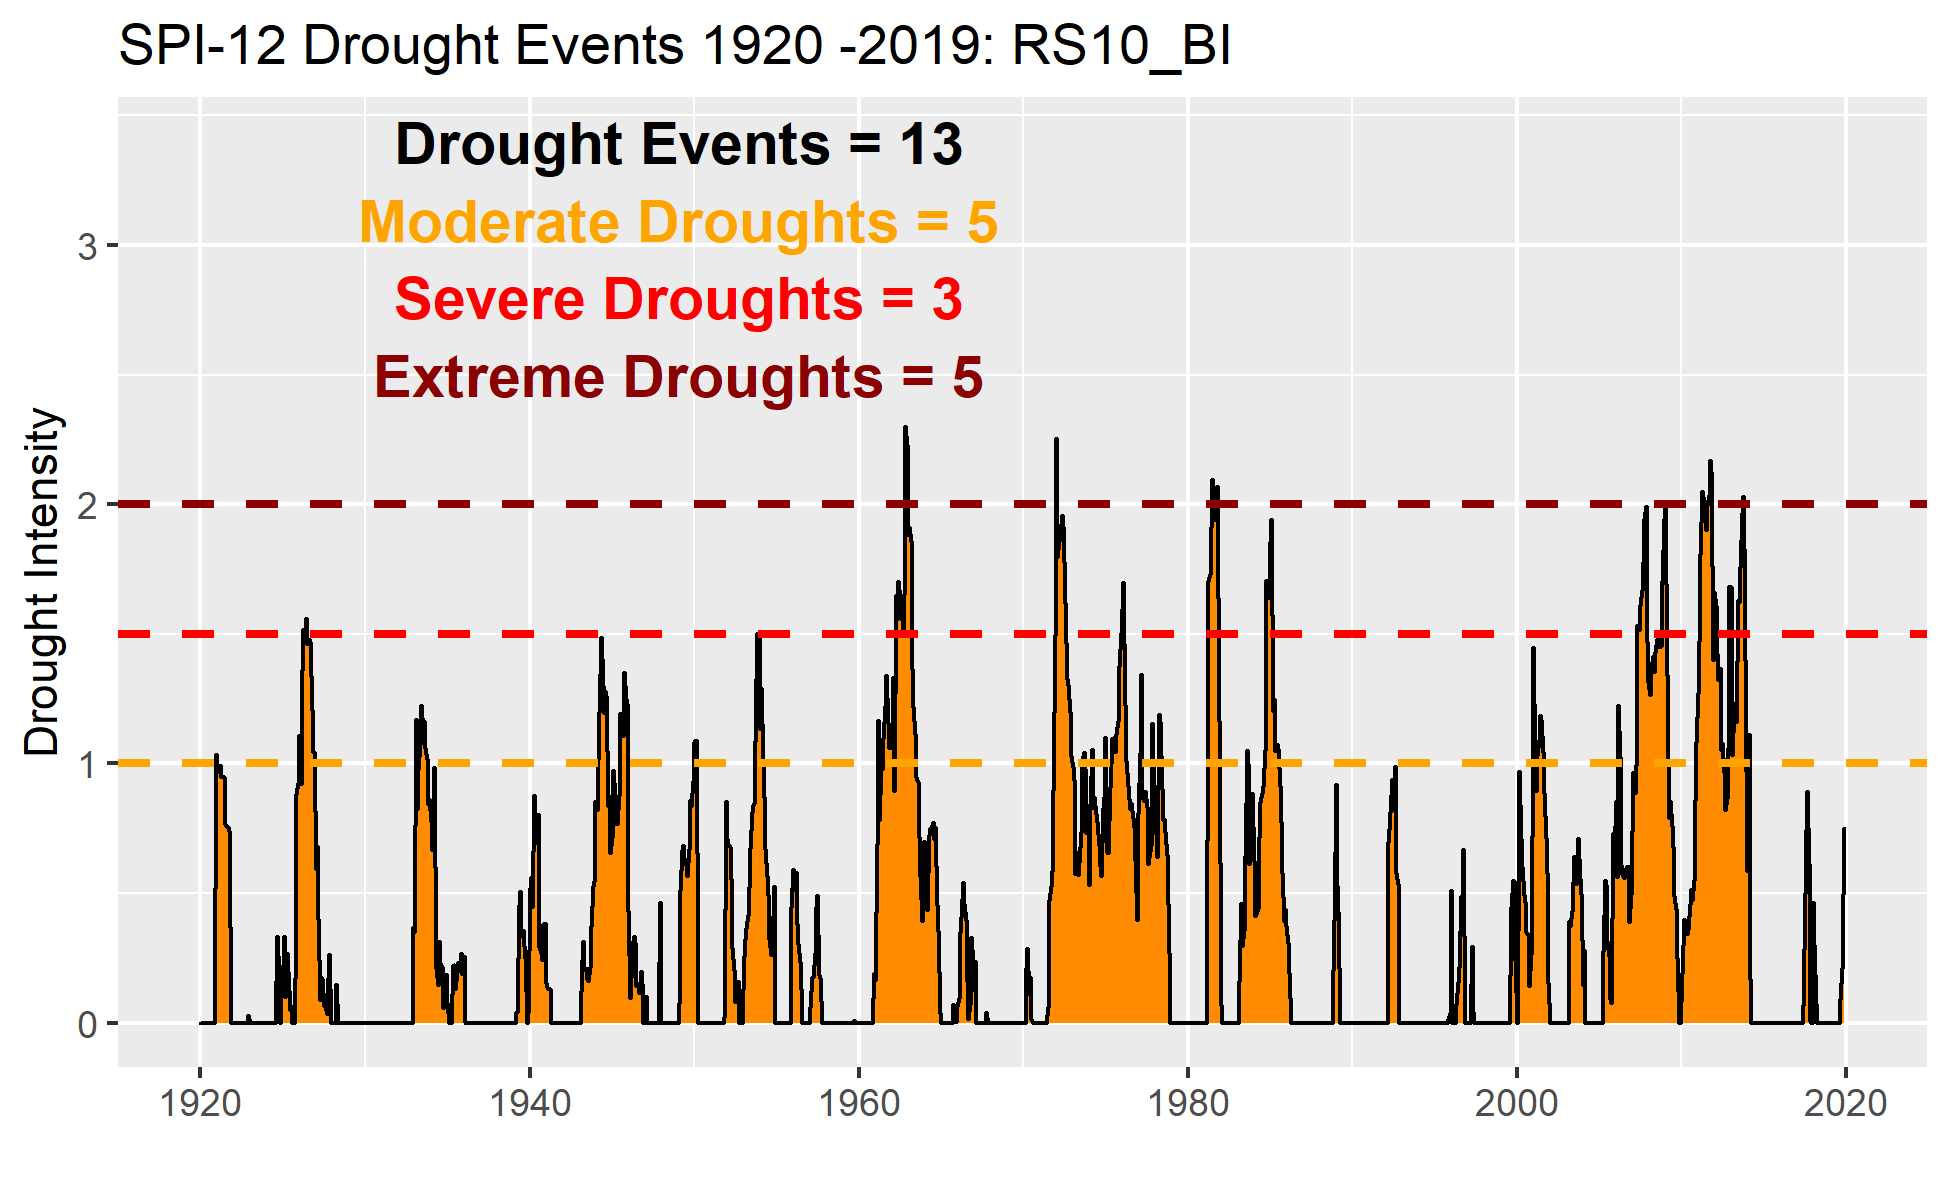 SPI-12 Drought Events 1920 -2019: RS10_BI
Drought Events = 13
Moderate Droughts = 5
Severe Droughts = 3
Extreme Droughts = 5
Drought Intensity
3
2
1
0
1920 1940 1960 1980 2000 2020